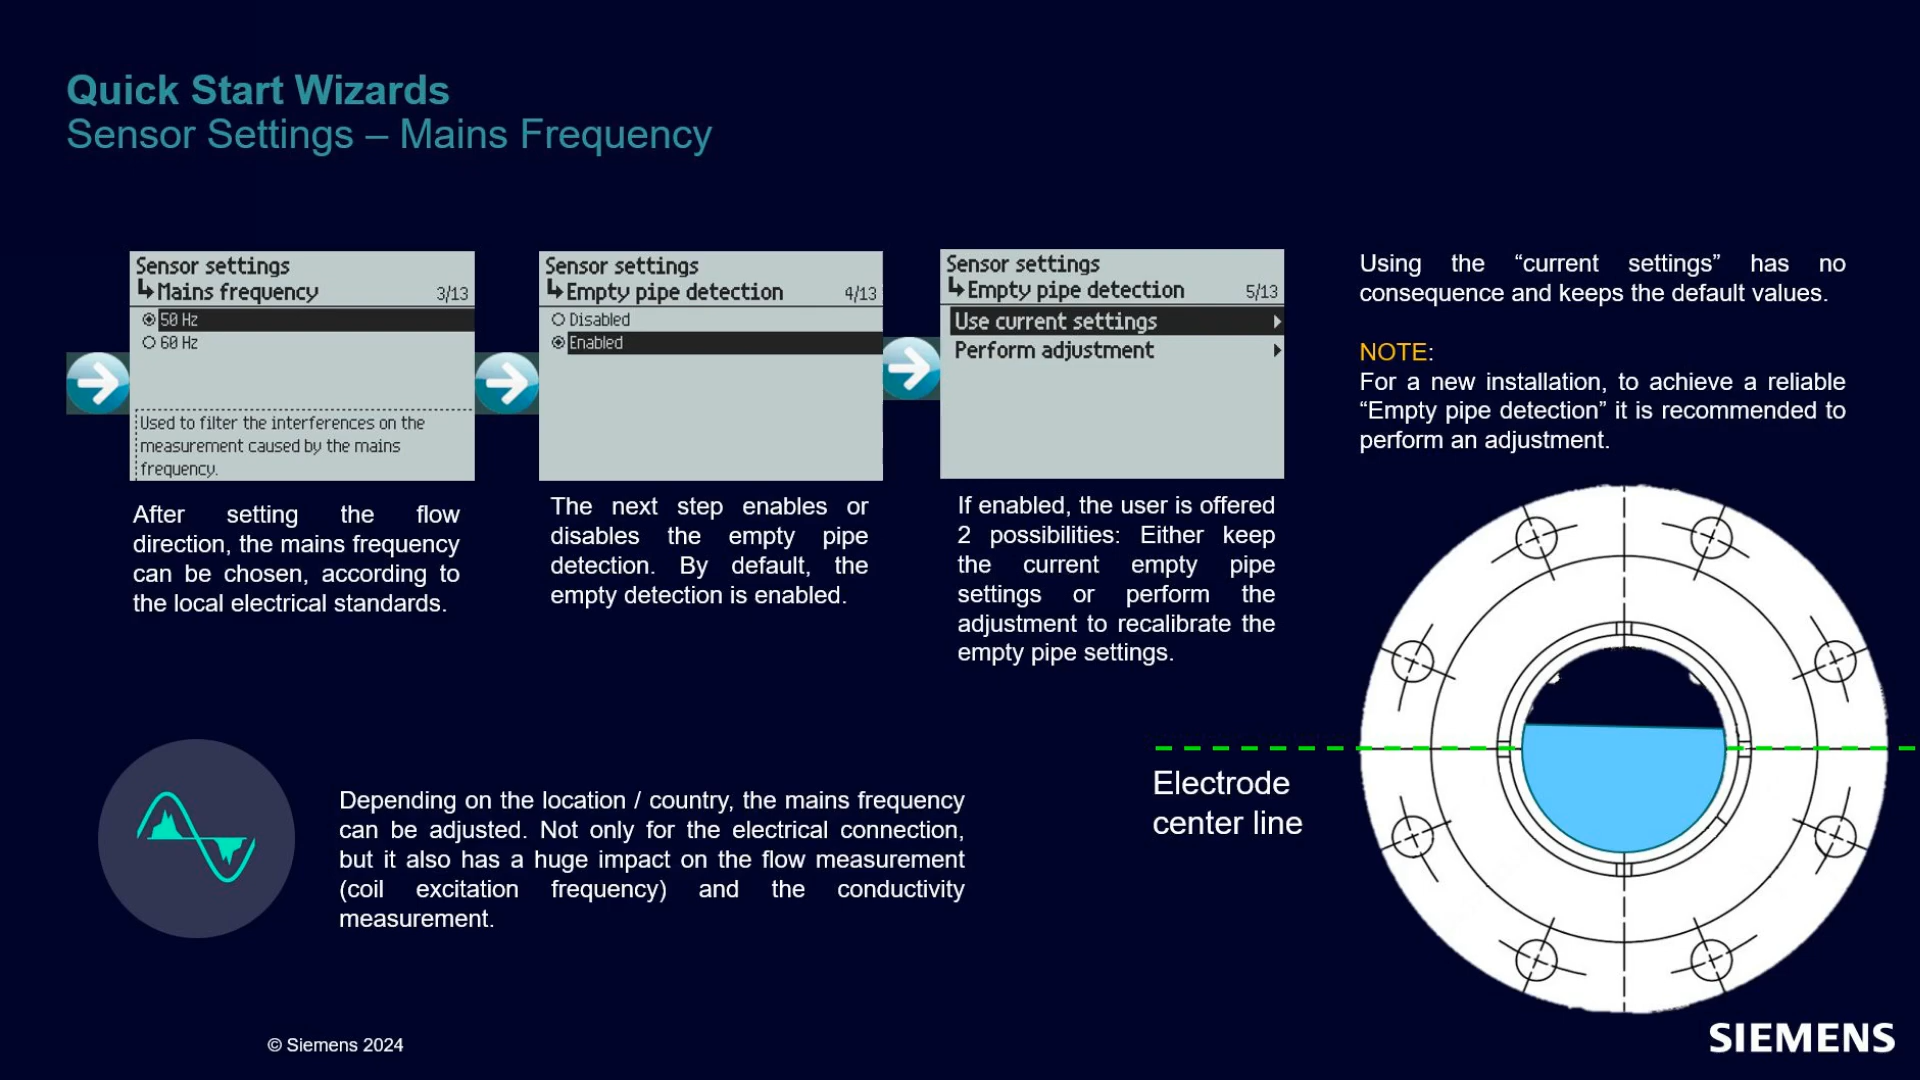 Quick Start Wizards
Sensor Settings – Mains Frequency
Sensor settings
↳Mains frequency 3/13
50 Hz
60 Hz
Used to filter the interferences on the
measurement caused by the mains
frequency.
After setting the flow
direction, the mains frequency
can be chosen, according to
the local electrical standards.
Sensor settings
↳Empty pipe detection 4/13
Disabled
Enabled
The next step enables or
disables the empty pipe
detection. By default, the
empty detection is enabled.
Sensor settings
↳Empty pipe detection 5/13
Use current settings
Perform adjustment
If enabled, the user is offered
2 possibilities: Either keep
the current empty pipe
settings or perform the
adjustment to recalibrate the
empty pipe settings.
Using the “current settings” has no
consequence and keeps the default values.
NOTE:
For a new installation, to achieve a reliable
“Empty pipe detection” it is recommended to
perform an adjustment.
Depending on the location / country, the mains frequency
can be adjusted. Not only for the electrical connection,
but it also has a huge impact on the flow measurement
(coil excitation frequency) and the conductivity
measurement.
Electrode
center line
© Siemens 2024
SIEMENS